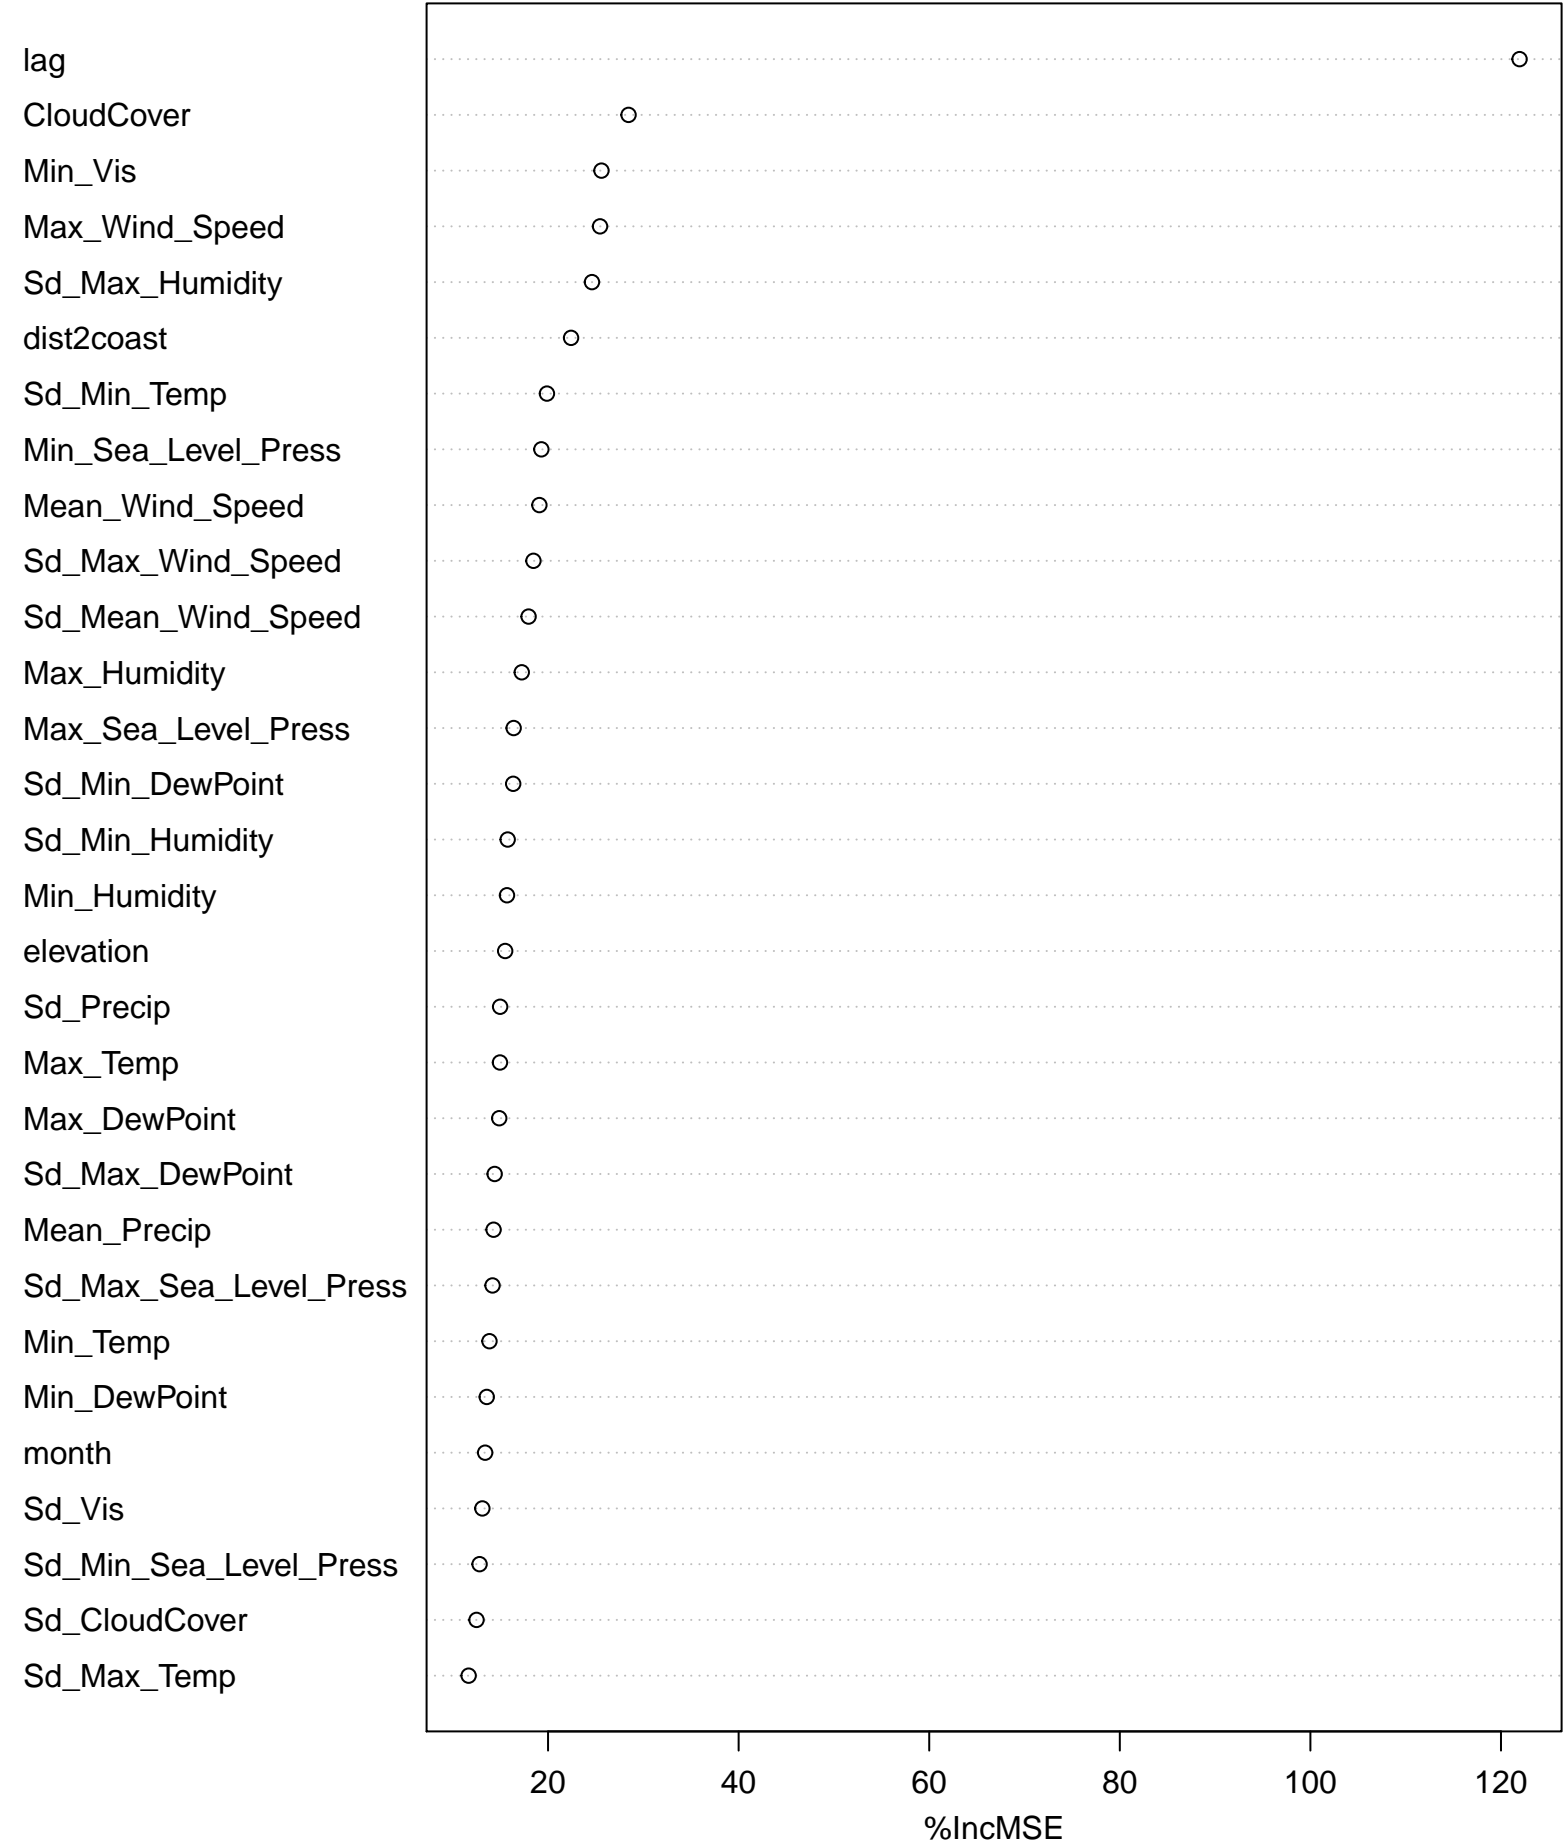 lag
CloudCover
Min_Vis
Max_Wind_Speed
Sd_Max_Humidity
dist2coast
Sd_Min_Temp
Min_Sea_Level_Press
Mean_Wind_Speed
Sd_Max_Wind_Speed
Sd_Mean_Wind_Speed
Max_Humidity
Max_Sea_Level_Press
Sd_Min_DewPoint
Sd_Min_Humidity
Min_Humidity
elevation
Sd_Precip
Max_Temp
Max_DewPoint
Sd_Max_DewPoint
Mean_Precip
Sd_Max_Sea_Level_Press
Min_Temp
Min_DewPoint
month
Sd_Vis
Sd_Min_Sea_Level_Press
Sd_CloudCover
Sd_Max_Temp
20 40 60 80 100 120
%IncMSE